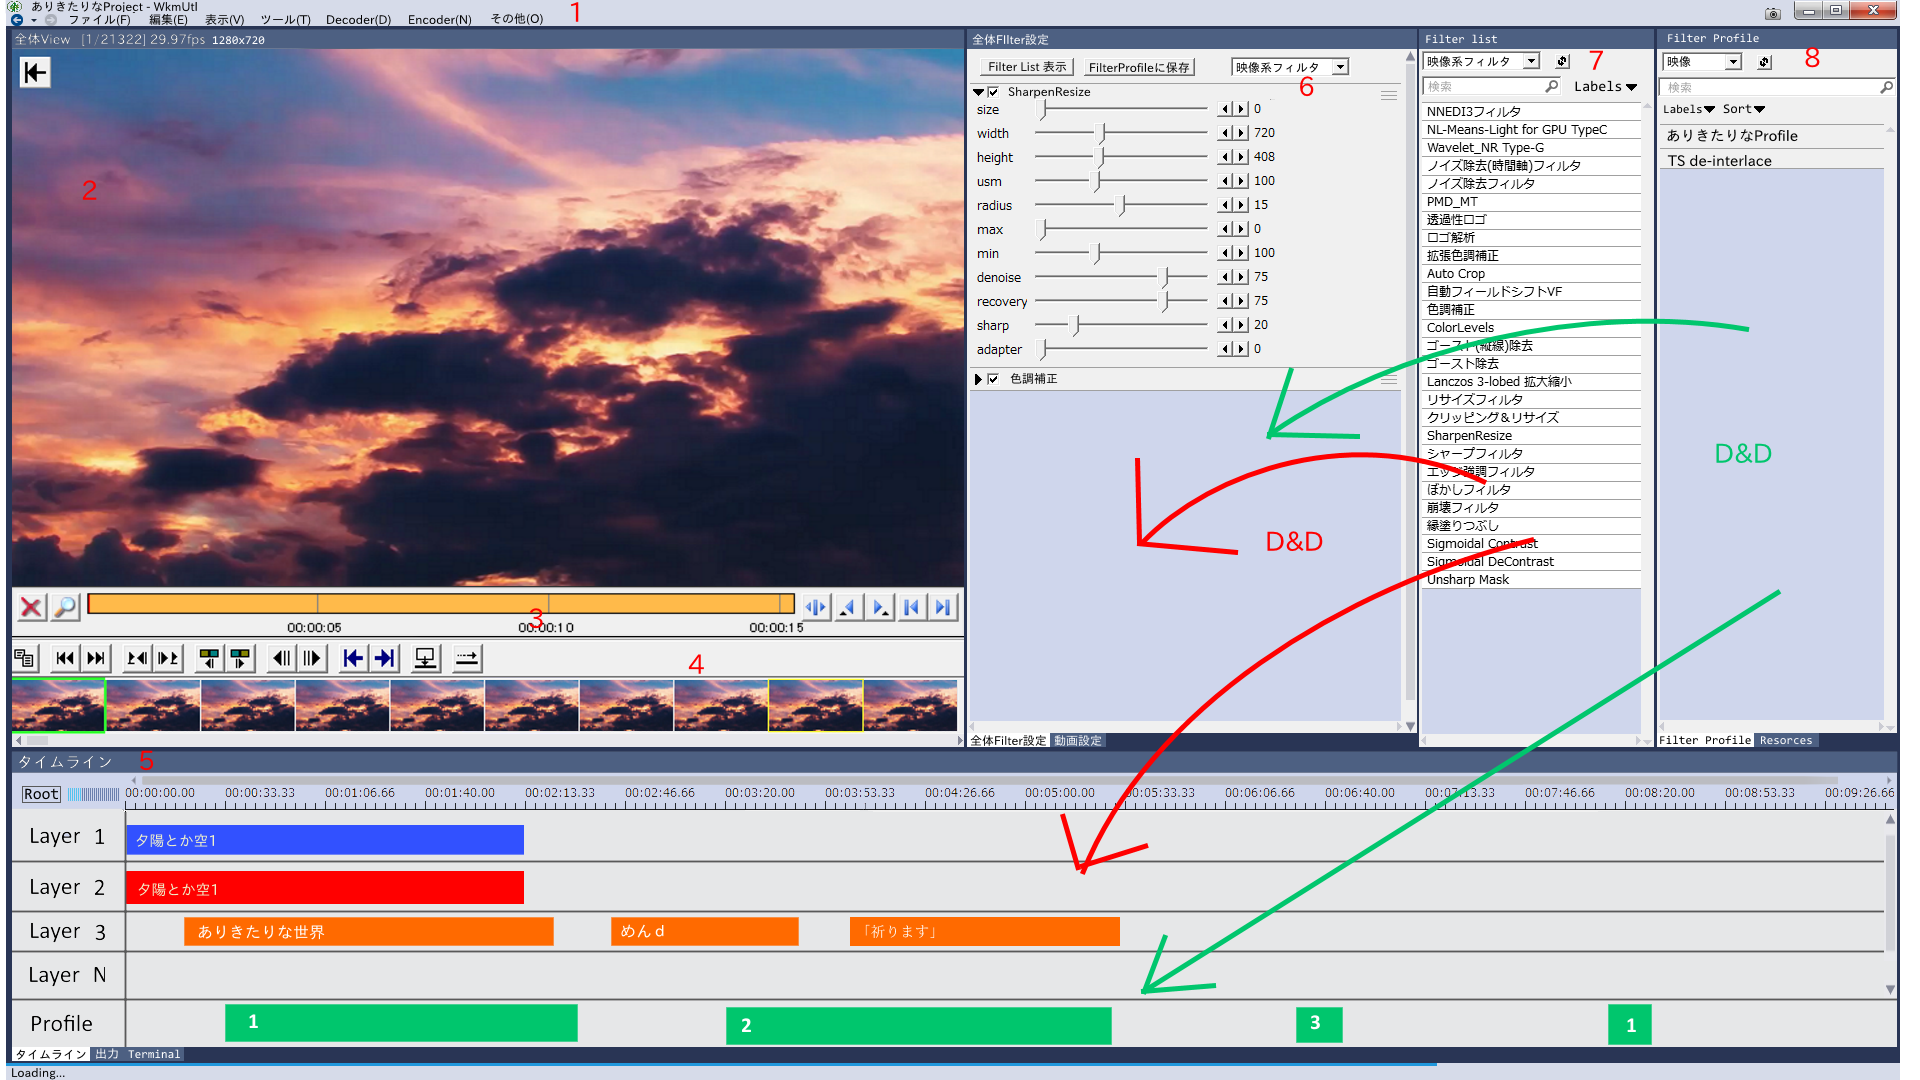 ありきたりなProject - WkmUtl
ファイル(F) 編集(E) 表示(V) ツール(T) Decoder(D) Encoder(N) その他(O) 1
全体View [1/21322] 29.97fps 1280x720
2
00:00:05 00:00:10 00:00:15
3
4
全体FIlter設定
Filter List 表示 FilterProfileに保存 映像系フィルタ
6
SharpenResize
size 0
width 720
height 408
usm 100
radius 15
max 0
min 100
denoise 75
recovery 75
sharp 20
adapter 0
色調補正
D&D
全体Filter設定 動画設定
Filter list
映像系フィルタ 7
検索 Labels
NNEDI3フィルタ
NL-Means-Light for GPU TypeC
Wavelet_NR Type-G
ノイズ除去(時間軸)フィルタ
ノイズ除去フィルタ
PMD_MT
透過性ロゴ
ロゴ解析
拡張色調補正
Auto Crop
自動フィールドシフトVF
色調補正
ColorLevels
ゴースト(縦線)除去
ゴースト除去
Lanczos 3-lobed 拡大縮小
リサイズフィルタ
クリッピング&リサイズ
SharpenResize
シャープフィルタ
エッジ強調フィルタ
ぼかしフィルタ
崩壊フィルタ
縁塗りつぶし
Sigmoidal Contrast
Sigmoidal DeContrast
Unsharp Mask
Filter Profile
映像 8
検索
Labels Sort
ありきたりなProfile
TS de-interlace
D&D
Filter Profile Resorces
タイムライン 5
Root 00:00:00.00 00:00:33.33 00:01:06.66 00:01:40.00 00:02:13.33 00:02:46.66 00:03:20.00 00:03:53.33 00:04:26.66 00:05:00.00 00:05:33.33 00:06:06.66 00:06:40.00 00:07:13.33 00:07:46.66 00:08:20.00 00:08:53.33 00:09:26.66
Layer 1 夕陽とか空1
Layer 2 夕陽とか空1
Layer 3 ありきたりな世界 めんd 「祈ります」
Layer N
Profile 1 2 3 1
タイムライン 出力 Terminal
Loading...